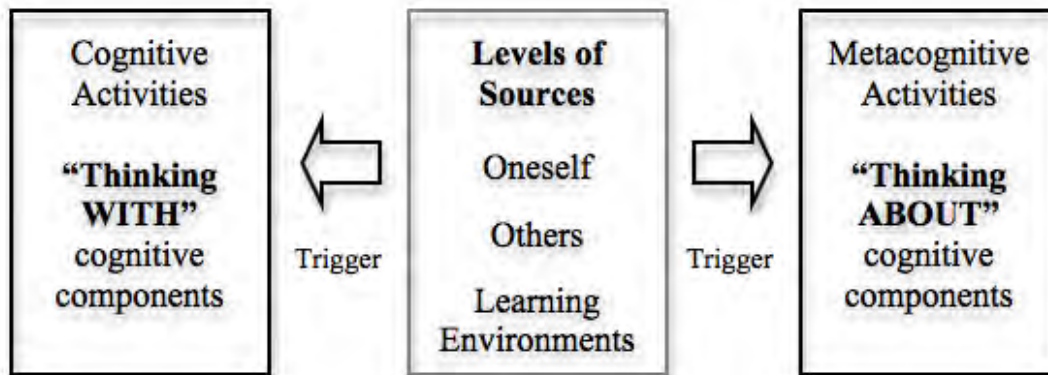 Cognitive
Activities
“Thinking
WITH”
cognitive
components
Trigger
Levels of
Sources
Oneself
Others
Learning
Environments
Trigger
Metacognitive
Activities
“Thinking
ABOUT”
cognitive
components